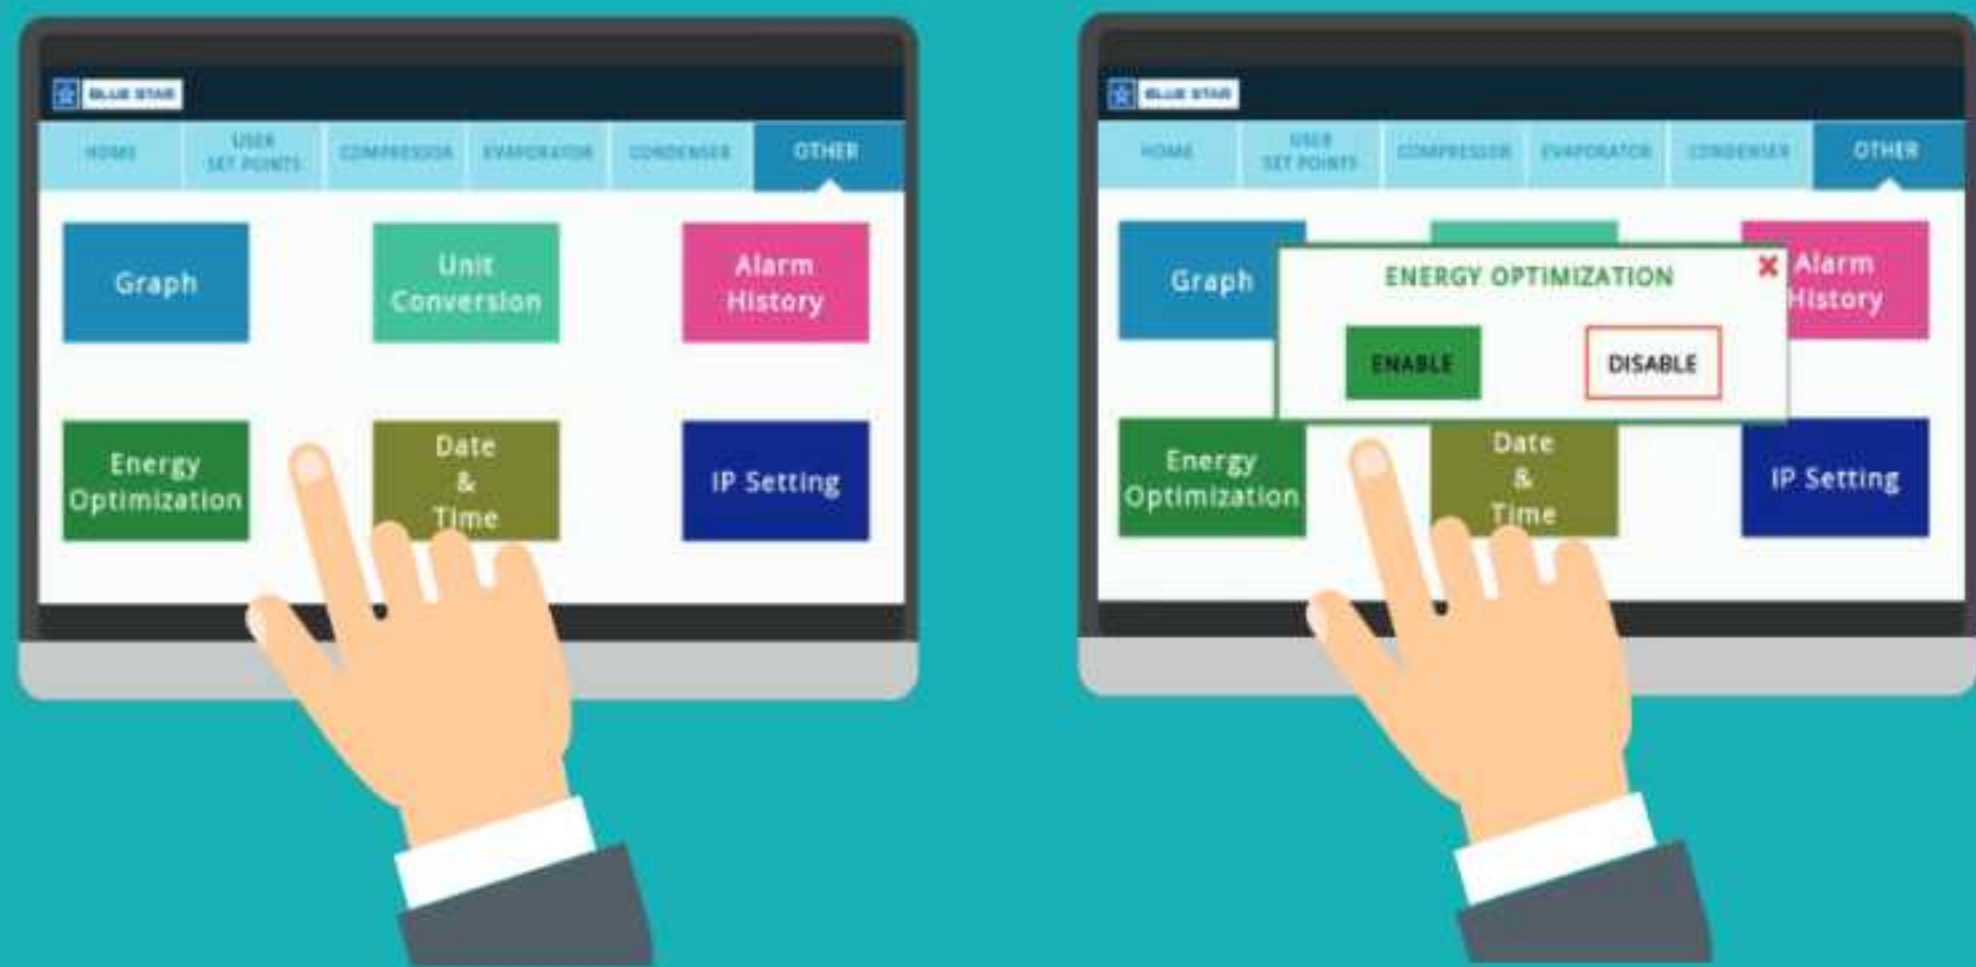 BLUE STAR
HOME
USER
SET POINTS
COMPRESSOR
EVAPORATOR
CONDENSER
OTHER
Graph
Unit
Conversion
Alarm
History
Energy
Optimization
Date
&
Time
IP Setting
BLUE STAR
HOME
USER
SET POINTS
COMPRESSOR
EVAPORATOR
CONDENSER
OTHER
Graph
Alarm
History
ENERGY OPTIMIZATION
ENABLE
DISABLE
Energy
Optimization
Date
&
Time
IP Setting